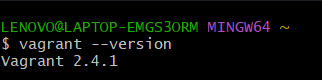 LENOVO@LAPTOP-EMGS3ORM MINGW64 ~
$ vagrant --version
Vagrant 2.4.1